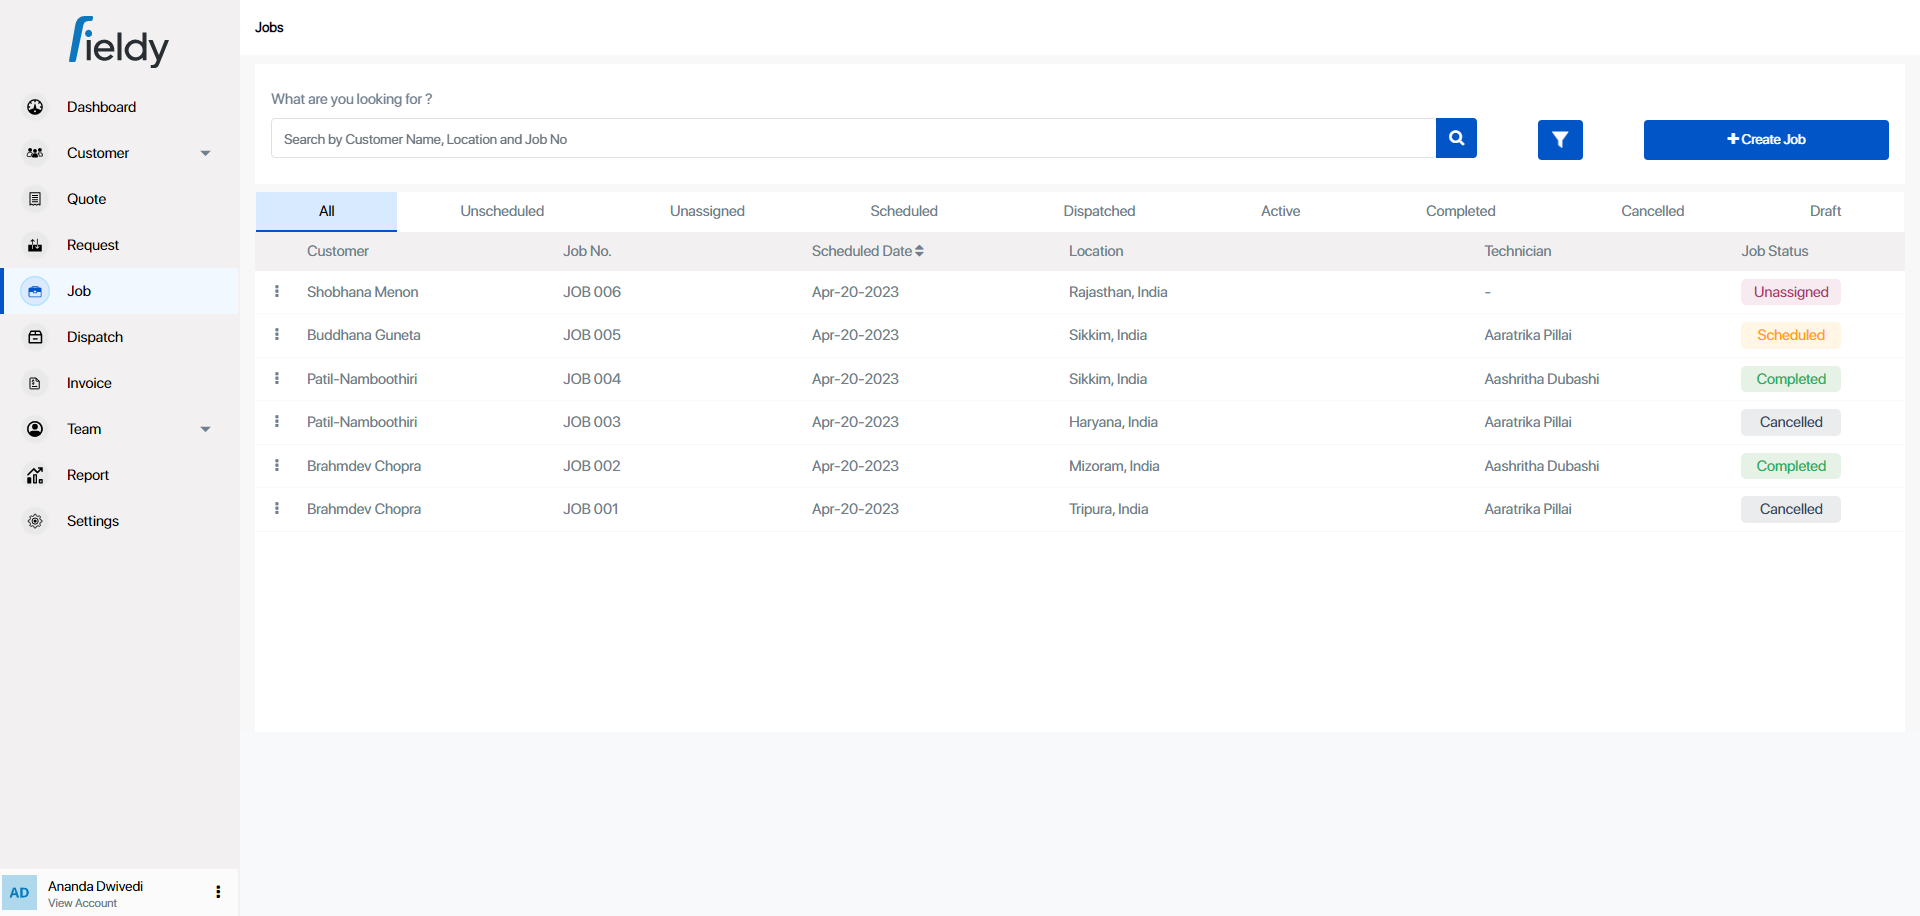 fieldy
Dashboard
Customer
Quote
Request
Job
Dispatch
Invoice
Team
Report
Settings
AD
Ananda Dwivedi
View Account
Jobs
What are you looking for ?
Search by Customer Name, Location and Job No
Create Job
All Unscheduled Unassigned Scheduled Dispatched Active Completed Cancelled Draft
Customer Job No. Scheduled Date Location Technician Job Status
Shobhana Menon JOB 006 Apr-20-2023 Rajasthan, India - Unassigned
Buddhana Guneta JOB 005 Apr-20-2023 Sikkim, India Aaratrika Pillai Scheduled
Patil-Namboothiri JOB 004 Apr-20-2023 Sikkim, India Aashritha Dubashi Completed
Patil-Namboothiri JOB 003 Apr-20-2023 Haryana, India Aaratrika Pillai Cancelled
Brahmdev Chopra JOB 002 Apr-20-2023 Mizoram, India Aashritha Dubashi Completed
Brahmdev Chopra JOB 001 Apr-20-2023 Tripura, India Aaratrika Pillai Cancelled